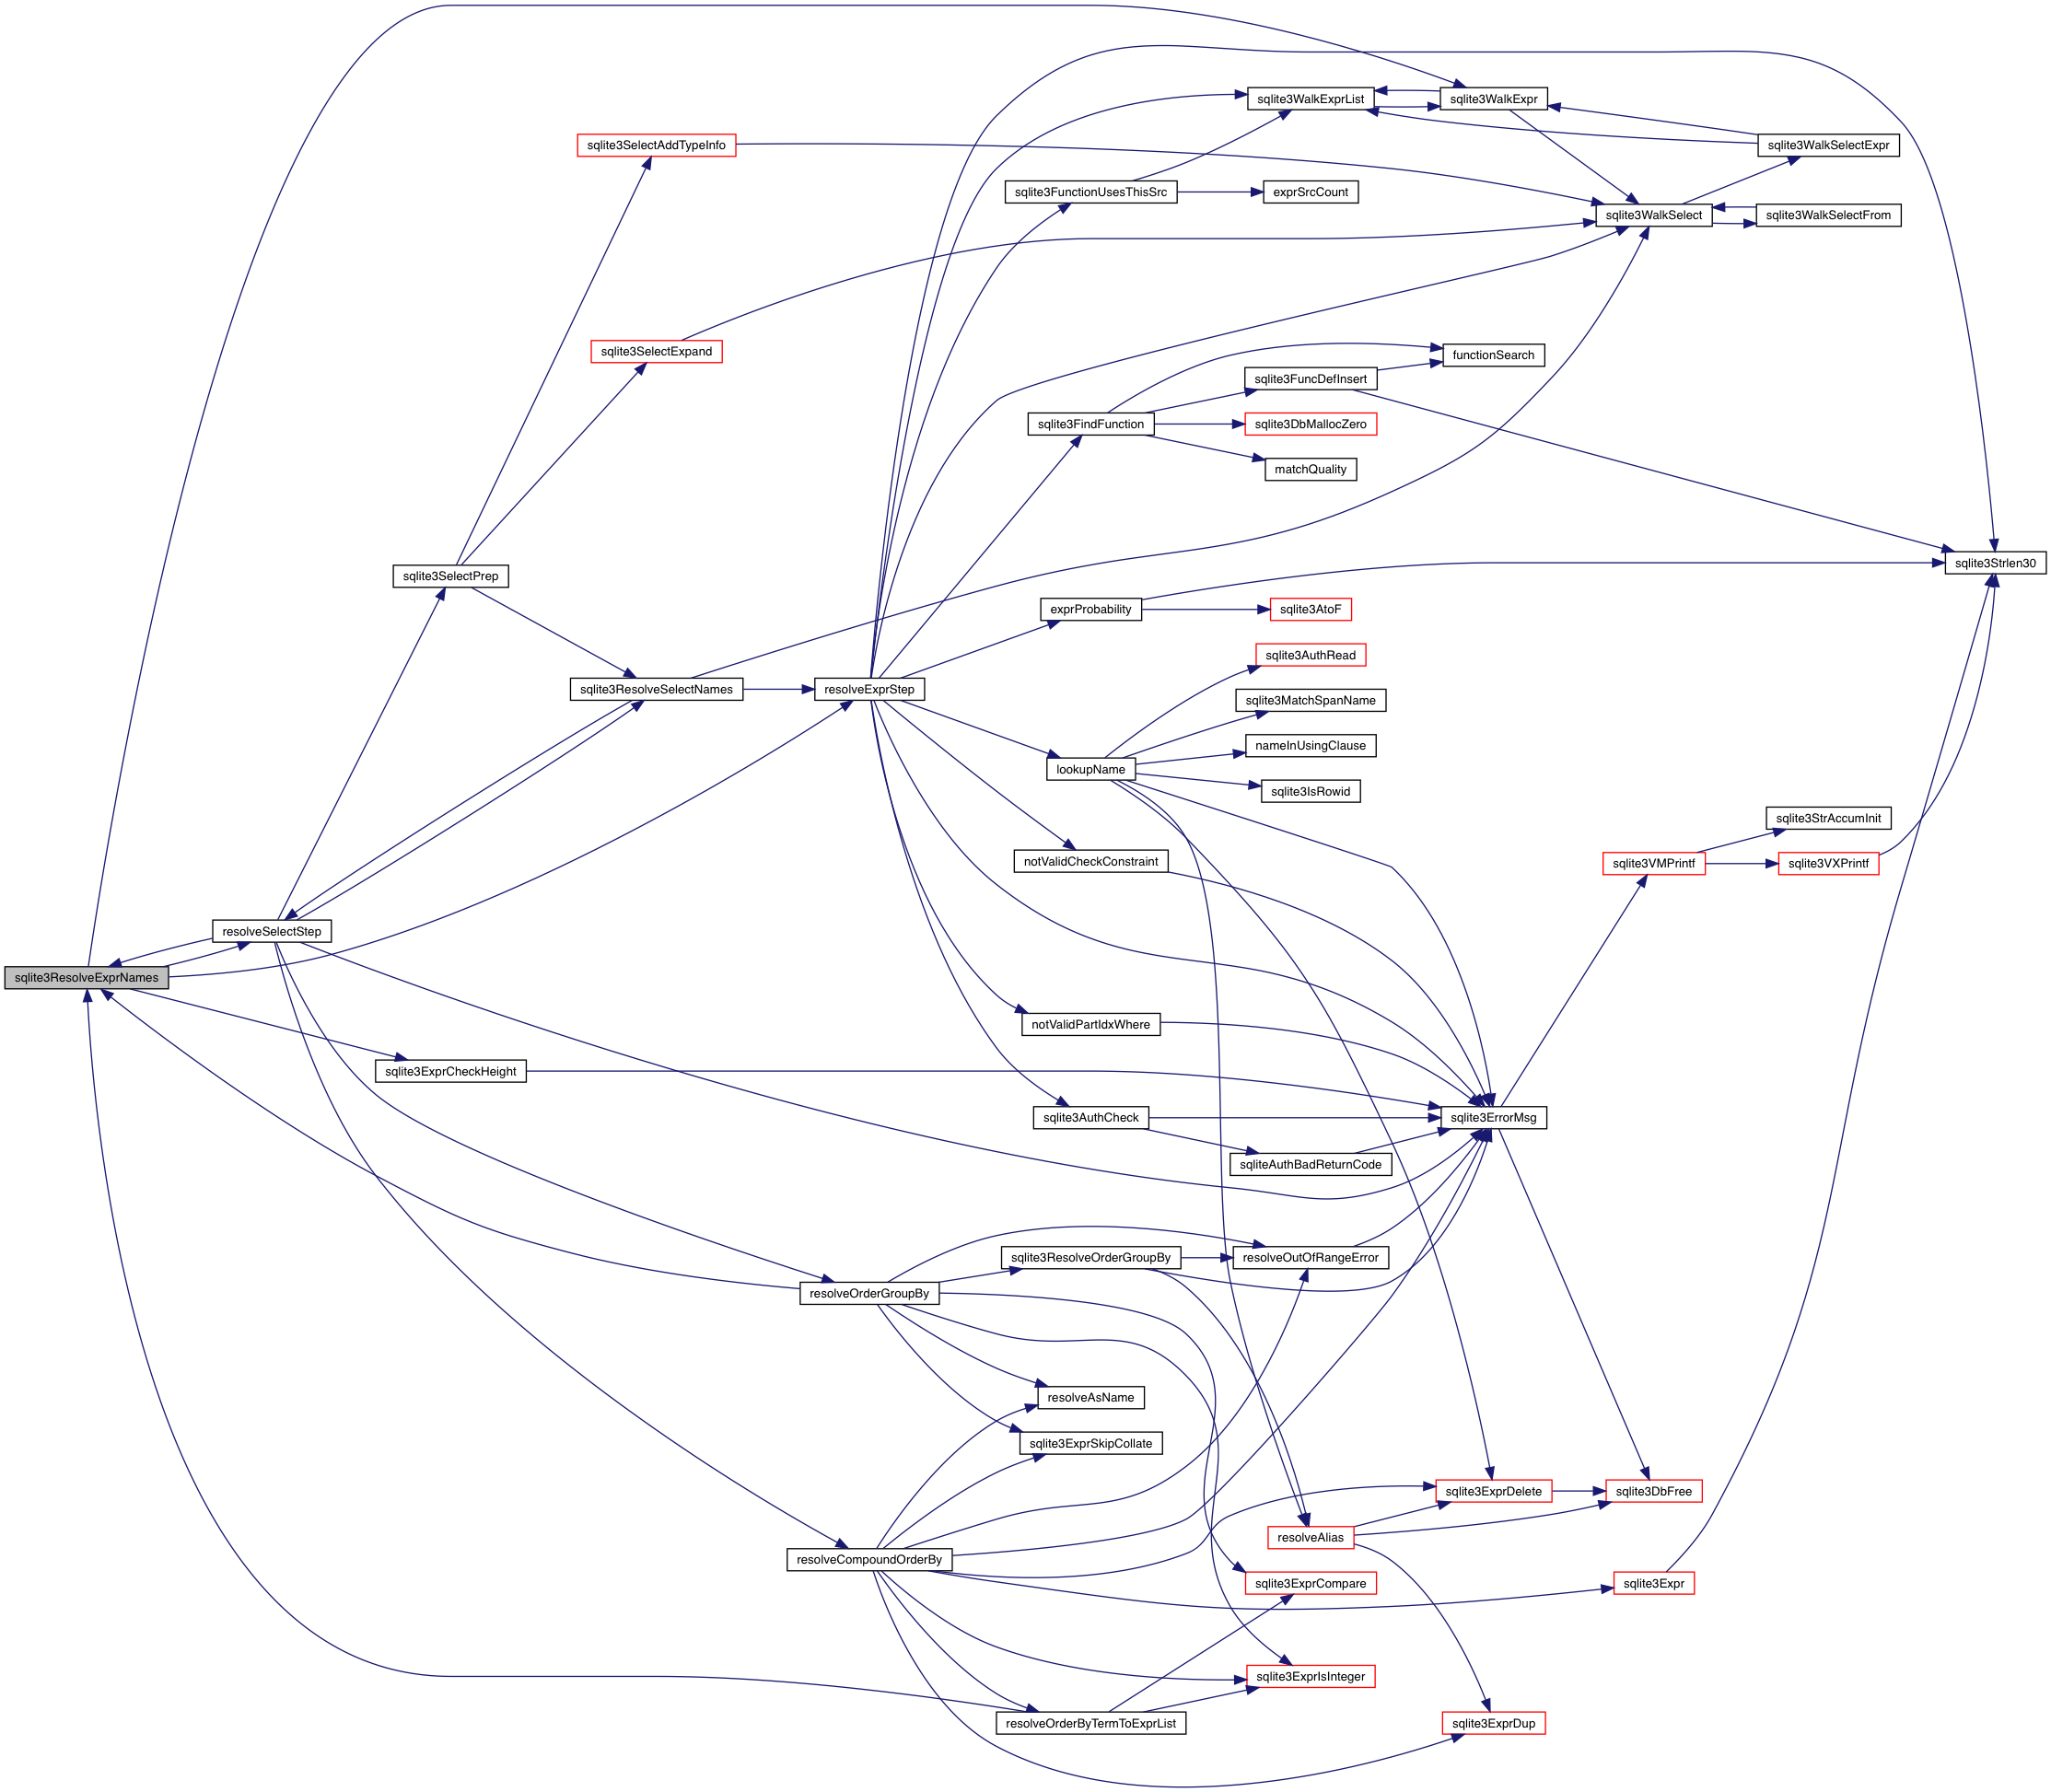 sqlite3WalkExprList
sqlite3WalkExpr
sqlite3SelectAddTypeInfo
sqlite3WalkSelectExpr
sqlite3FunctionUsesThisSrc
exprSrcCount
sqlite3WalkSelect
sqlite3WalkSelectFrom
sqlite3SelectExpand
functionSearch
sqlite3FuncDefInsert
sqlite3FindFunction
sqlite3DbMallocZero
matchQuality
sqlite3Strlen30
sqlite3SelectPrep
exprProbability
sqlite3AtoF
sqlite3AuthRead
sqlite3ResolveSelectNames
resolveExprStep
sqlite3MatchSpanName
nameInUsingClause
lookupName
sqlite3IsRowid
sqlite3StrAccumInit
notValidCheckConstraint
sqlite3VMPrintf
sqlite3VXPrintf
resolveSelectStep
sqlite3ResolveExprNames
notValidPartIdxWhere
sqlite3ExprCheckHeight
sqlite3AuthCheck
sqlite3ErrorMsg
sqliteAuthBadReturnCode
sqlite3ResolveOrderGroupBy
resolveOutOfRangeError
resolveOrderGroupBy
resolveAsName
sqlite3ExprSkipCollate
sqlite3ExprDelete
sqlite3DbFree
resolveAlias
resolveCompoundOrderBy
sqlite3ExprCompare
sqlite3Expr
sqlite3ExprIsInteger
resolveOrderByTermToExprList
sqlite3ExprDup